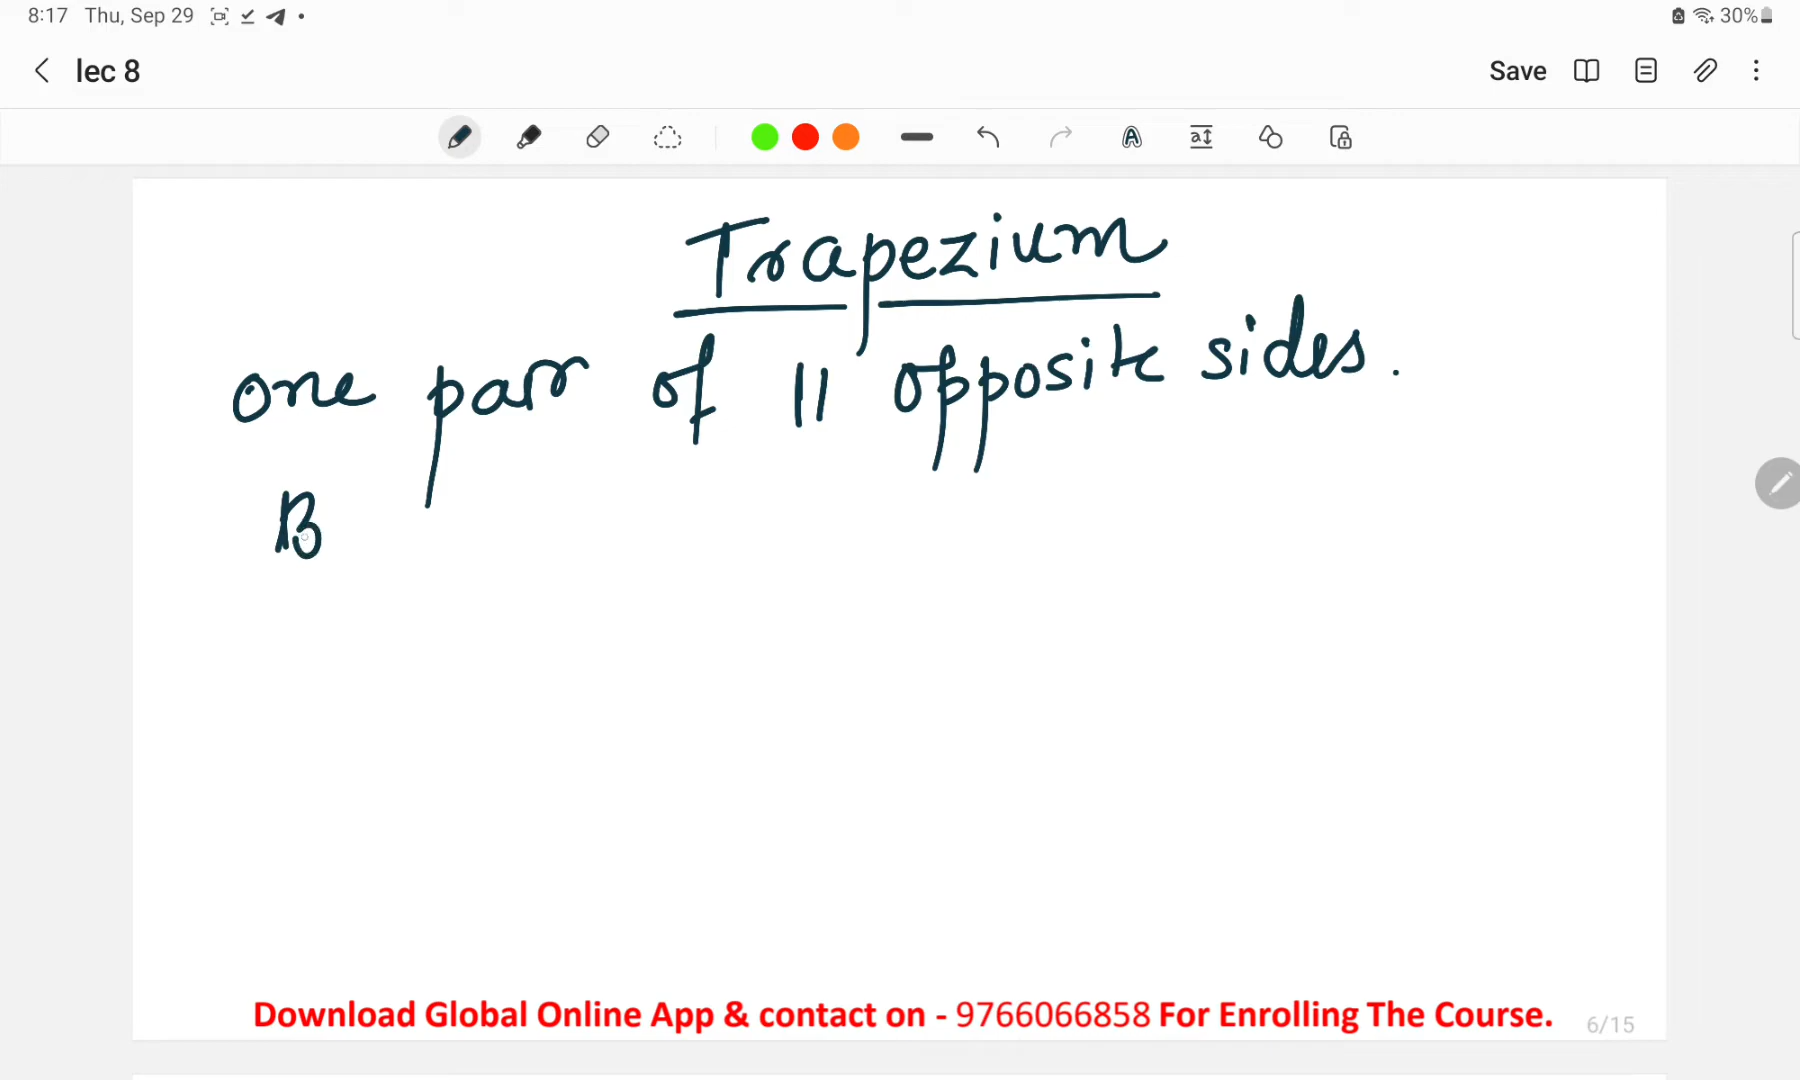 8:17 Thu, Sep 29 30%
lec 8 Save
Trapezium
one pair of || opposite sides.
B
Download Global Online App & contact on - 9766066858 For Enrolling The Course. 6/15